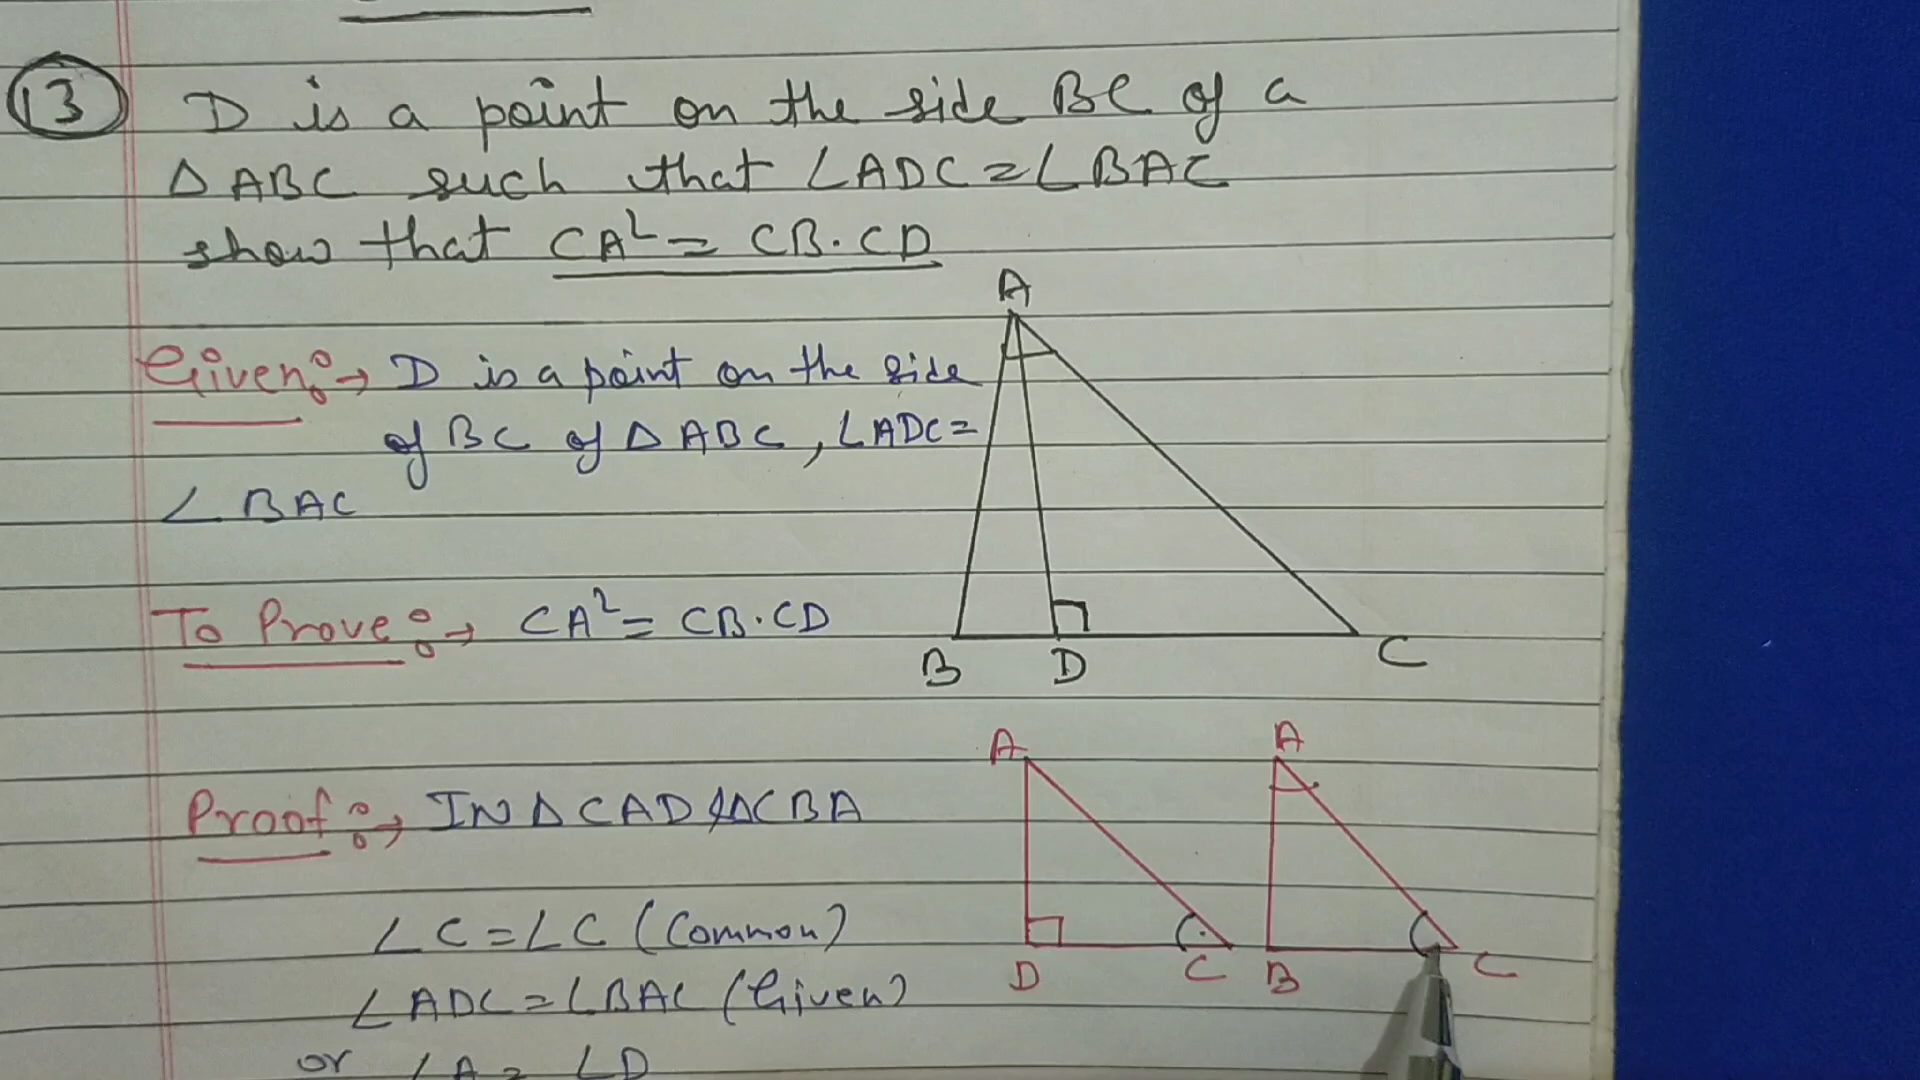 13 D is a point on the side BC of a
△ABC such that ∠ADC=∠BAC
show that CA²=CB.CD
A
Given:→ D is a point on the side
of BC of △ABC, ∠ADC=
∠BAC
To Prove:→ CA²=CB.CD
B D C
A A
Proof:→ IN△CAD &△CBA
∠C=∠C (Common)
D C B C
∠ADC=∠BAC (Given)
or ∠A=∠D